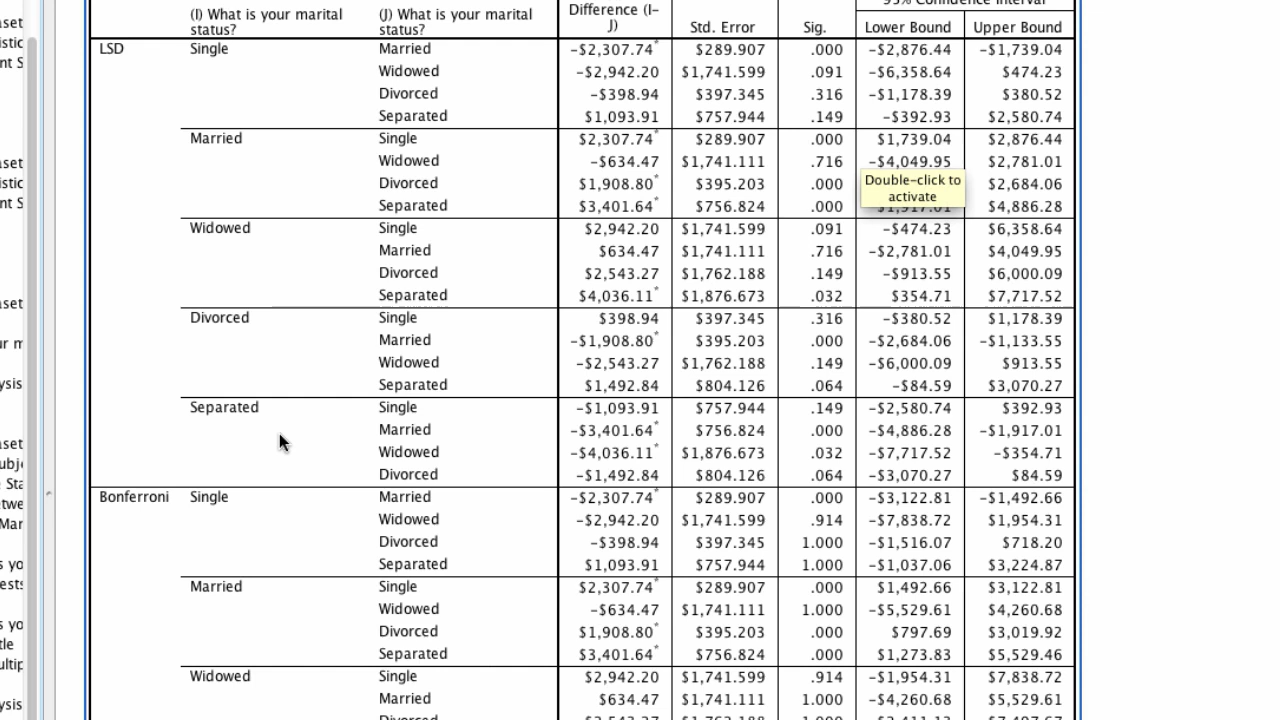 95% Confidence Interval
(I) What is your marital status? (J) What is your marital status? Difference (I-J) Std. Error Sig. Lower Bound Upper Bound
LSD Single Married -$2,307.74* $289.907 .000 -$2,876.44 -$1,739.04
Widowed -$2,942.20 $1,741.599 .091 -$6,358.64 $474.23
Divorced -$398.94 $397.345 .316 -$1,178.39 $380.52
Separated $1,093.91 $757.944 .149 -$392.93 $2,580.74
Married Single $2,307.74* $289.907 .000 $1,739.04 $2,876.44
Widowed -$634.47 $1,741.111 .716 -$4,049.95 $2,781.01
Divorced $1,908.80* $395.203 .000 $2,684.06
Double-click to activate
Separated $3,401.64* $756.824 .000 $1,917.01 $4,886.28
Widowed Single $2,942.20 $1,741.599 .091 -$474.23 $6,358.64
Married $634.47 $1,741.111 .716 -$2,781.01 $4,049.95
Divorced $2,543.27 $1,762.188 .149 -$913.55 $6,000.09
Separated $4,036.11* $1,876.673 .032 $354.71 $7,717.52
Divorced Single $398.94 $397.345 .316 -$380.52 $1,178.39
Married -$1,908.80* $395.203 .000 -$2,684.06 -$1,133.55
Widowed -$2,543.27 $1,762.188 .149 -$6,000.09 $913.55
Separated $1,492.84 $804.126 .064 -$84.59 $3,070.27
Separated Single -$1,093.91 $757.944 .149 -$2,580.74 $392.93
Married -$3,401.64* $756.824 .000 -$4,886.28 -$1,917.01
Widowed -$4,036.11* $1,876.673 .032 -$7,717.52 -$354.71
Divorced -$1,492.84 $804.126 .064 -$3,070.27 $84.59
Bonferroni Single Married -$2,307.74* $289.907 .000 -$3,122.81 -$1,492.66
Widowed -$2,942.20 $1,741.599 .914 -$7,838.72 $1,954.31
Divorced -$398.94 $397.345 1.000 -$1,516.07 $718.20
Separated $1,093.91 $757.944 1.000 -$1,037.06 $3,224.87
Married Single $2,307.74* $289.907 .000 $1,492.66 $3,122.81
Widowed -$634.47 $1,741.111 1.000 -$5,529.61 $4,260.68
Divorced $1,908.80* $395.203 .000 $797.69 $3,019.92
Separated $3,401.64* $756.824 .000 $1,273.83 $5,529.46
Widowed Single $2,942.20 $1,741.599 .914 -$1,954.31 $7,838.72
Married $634.47 $1,741.111 1.000 -$4,260.68 $5,529.61